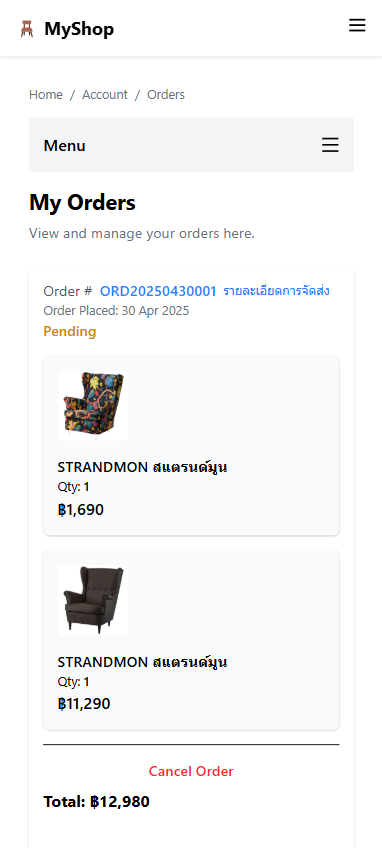 MyShop
Home / Account / Orders
Menu
My Orders
View and manage your orders here.
Order # ORD20250430001 รายละเอียดการจัดส่ง
Order Placed: 30 Apr 2025
Pending
STRANDMON สแตรนด์มูน
Qty: 1
฿1,690
STRANDMON สแตรนด์มูน
Qty: 1
฿11,290
Cancel Order
Total: ฿12,980